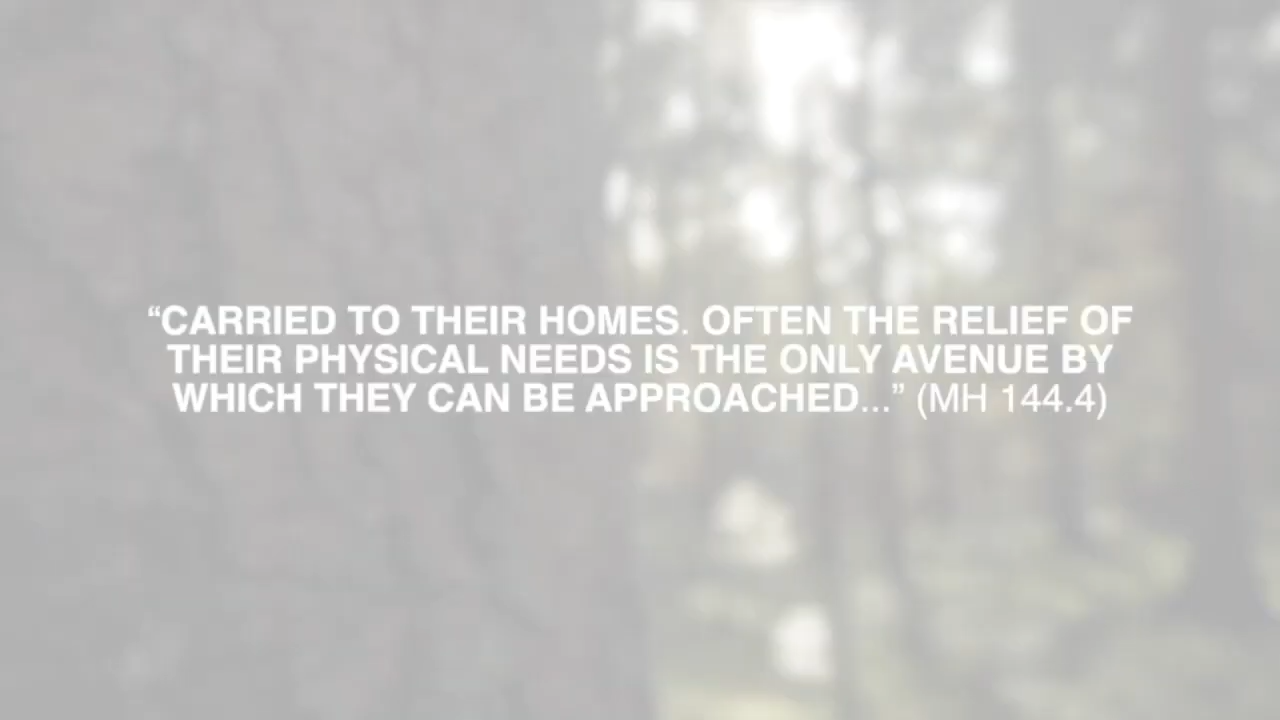 “CARRIED TO THEIR HOMES. OFTEN THE RELIEF OF
THEIR PHYSICAL NEEDS IS THE ONLY AVENUE BY
WHICH THEY CAN BE APPROACHED...” (MH 144.4)